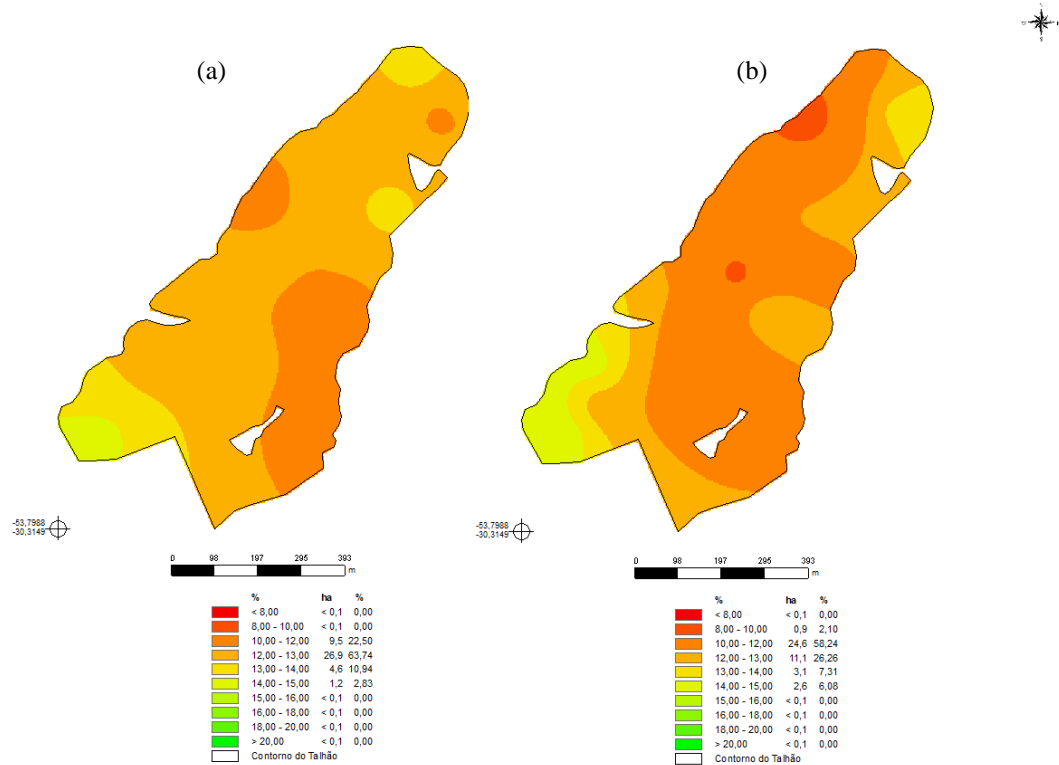 (a)
(b)
-53,7988
-30,3149
0 98 197 295 393
m
% ha %
< 8,00 < 0,1 0,00
8,00 - 10,00 < 0,1 0,00
10,00 - 12,00 9,5 22,50
12,00 - 13,00 26,9 63,74
13,00 - 14,00 4,6 10,94
14,00 - 15,00 1,2 2,83
15,00 - 16,00 < 0,1 0,00
16,00 - 18,00 < 0,1 0,00
18,00 - 20,00 < 0,1 0,00
> 20,00 < 0,1 0,00
Contorno do Talhão
-53,7988
-30,3149
0 98 197 295 393
m
% ha %
< 8,00 < 0,1 0,00
8,00 - 10,00 0,9 2,10
10,00 - 12,00 24,6 58,24
12,00 - 13,00 11,1 26,26
13,00 - 14,00 3,1 7,31
14,00 - 15,00 2,6 6,08
15,00 - 16,00 < 0,1 0,00
16,00 - 18,00 < 0,1 0,00
18,00 - 20,00 < 0,1 0,00
> 20,00 < 0,1 0,00
Contorno do Talhão